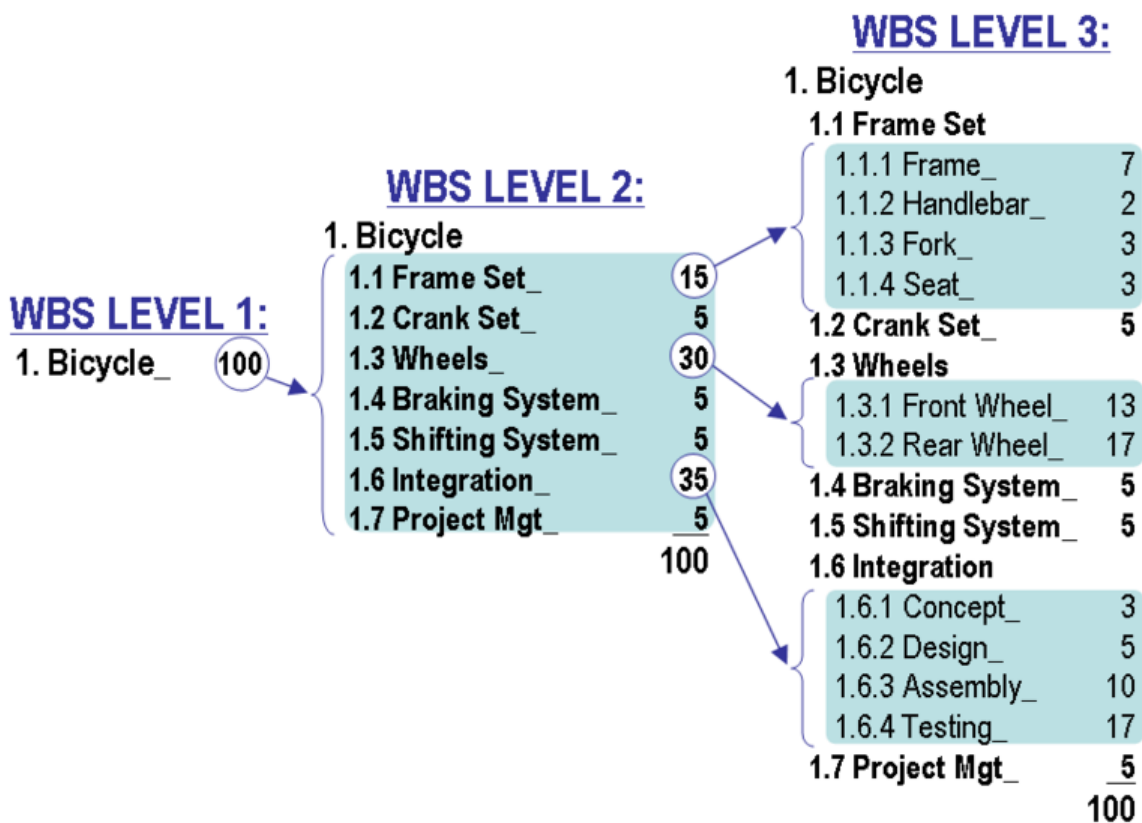 WBS LEVEL 1:
1. Bicycle_ 100
WBS LEVEL 2:
1. Bicycle
1.1 Frame Set_ 15
1.2 Crank Set_ 5
1.3 Wheels_ 30
1.4 Braking System_ 5
1.5 Shifting System_ 5
1.6 Integration_ 35
1.7 Project Mgt_ 5
100
WBS LEVEL 3:
1. Bicycle
1.1 Frame Set
1.1.1 Frame_ 7
1.1.2 Handlebar_ 2
1.1.3 Fork_ 3
1.1.4 Seat_ 3
1.2 Crank Set_ 5
1.3 Wheels
1.3.1 Front Wheel_ 13
1.3.2 Rear Wheel_ 17
1.4 Braking System_ 5
1.5 Shifting System_ 5
1.6 Integration
1.6.1 Concept_ 3
1.6.2 Design_ 5
1.6.3 Assembly_ 10
1.6.4 Testing_ 17
1.7 Project Mgt_ 5
100